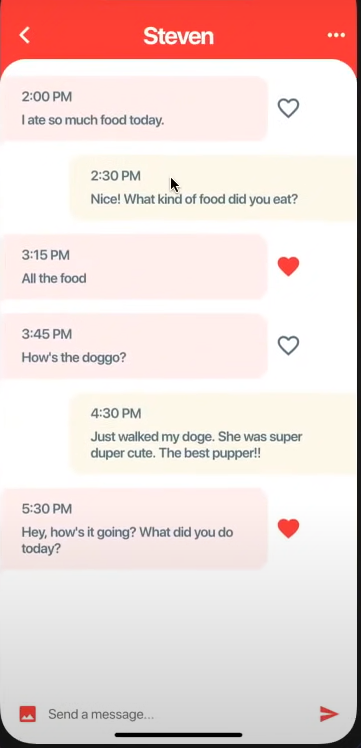 Steven
2:00 PM
I ate so much food today.
2:30 PM
Nice! What kind of food did you eat?
3:15 PM
All the food
3:45 PM
How's the doggo?
4:30 PM
Just walked my doge. She was super
duper cute. The best pupper!!
5:30 PM
Hey, how's it going? What did you do
today?
Send a message...